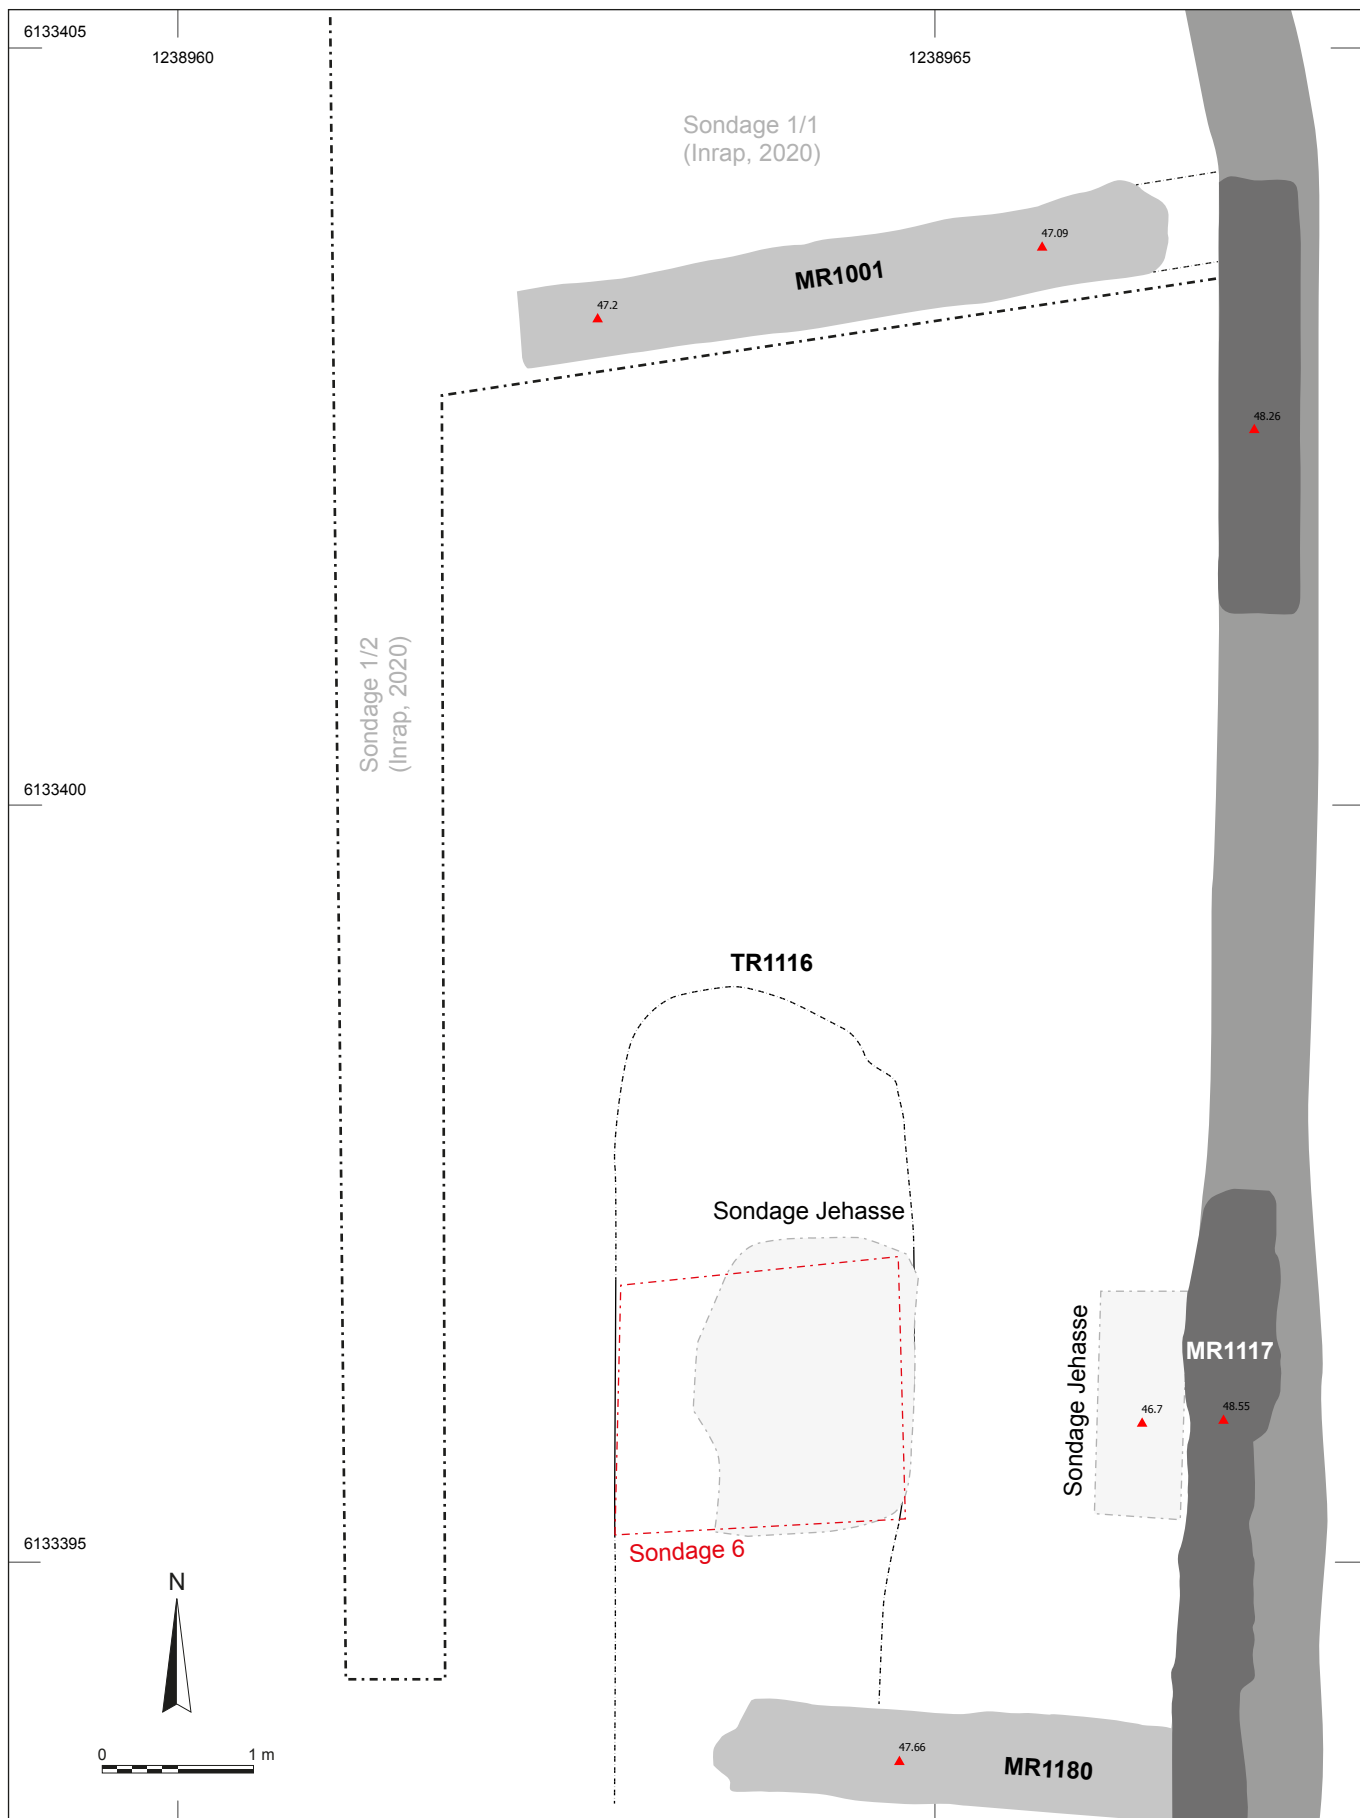 6133405
1238960
1238965
Sondage 1/1
(Inrap, 2020)
47.09
MR1001
47.2
48.26
Sondage 1/2
(Inrap, 2020)
6133400
TR1116
Sondage Jehasse
Sondage Jehasse
MR1117
46.7
48.55
6133395
Sondage 6
N
47.66
MR1180
0
1 m